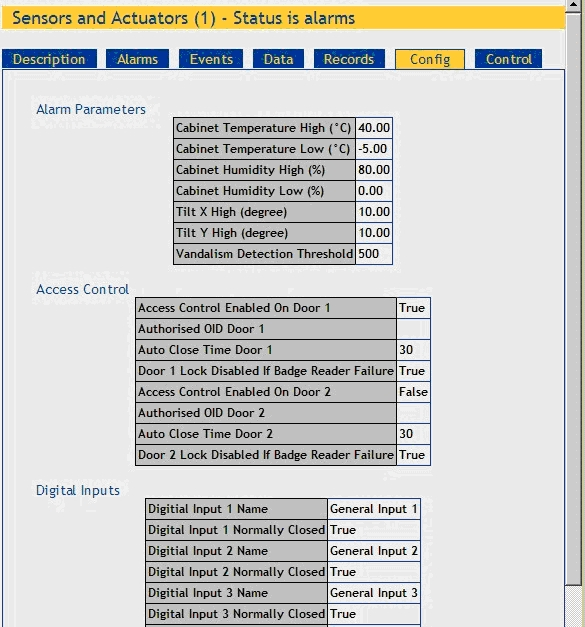 Sensors and Actuators (1) - Status is alarms
Description Alarms Events Data Records Config Control
Alarm Parameters
Cabinet Temperature High (°C) 40.00
Cabinet Temperature Low (°C) -5.00
Cabinet Humidity High (%) 80.00
Cabinet Humidity Low (%) 0.00
Tilt X High (degree) 10.00
Tilt Y High (degree) 10.00
Vandalism Detection Threshold 500
Access Control
Access Control Enabled On Door 1 True
Authorised OID Door 1
Auto Close Time Door 1 30
Door 1 Lock Disabled If Badge Reader Failure True
Access Control Enabled On Door 2 False
Authorised OID Door 2
Auto Close Time Door 2 30
Door 2 Lock Disabled If Badge Reader Failure True
Digital Inputs
Digitial Input 1 Name General Input 1
Digitial Input 1 Normally Closed True
Digitial Input 2 Name General Input 2
Digitial Input 2 Normally Closed True
Digitial Input 3 Name General Input 3
Digitial Input 3 Normally Closed True